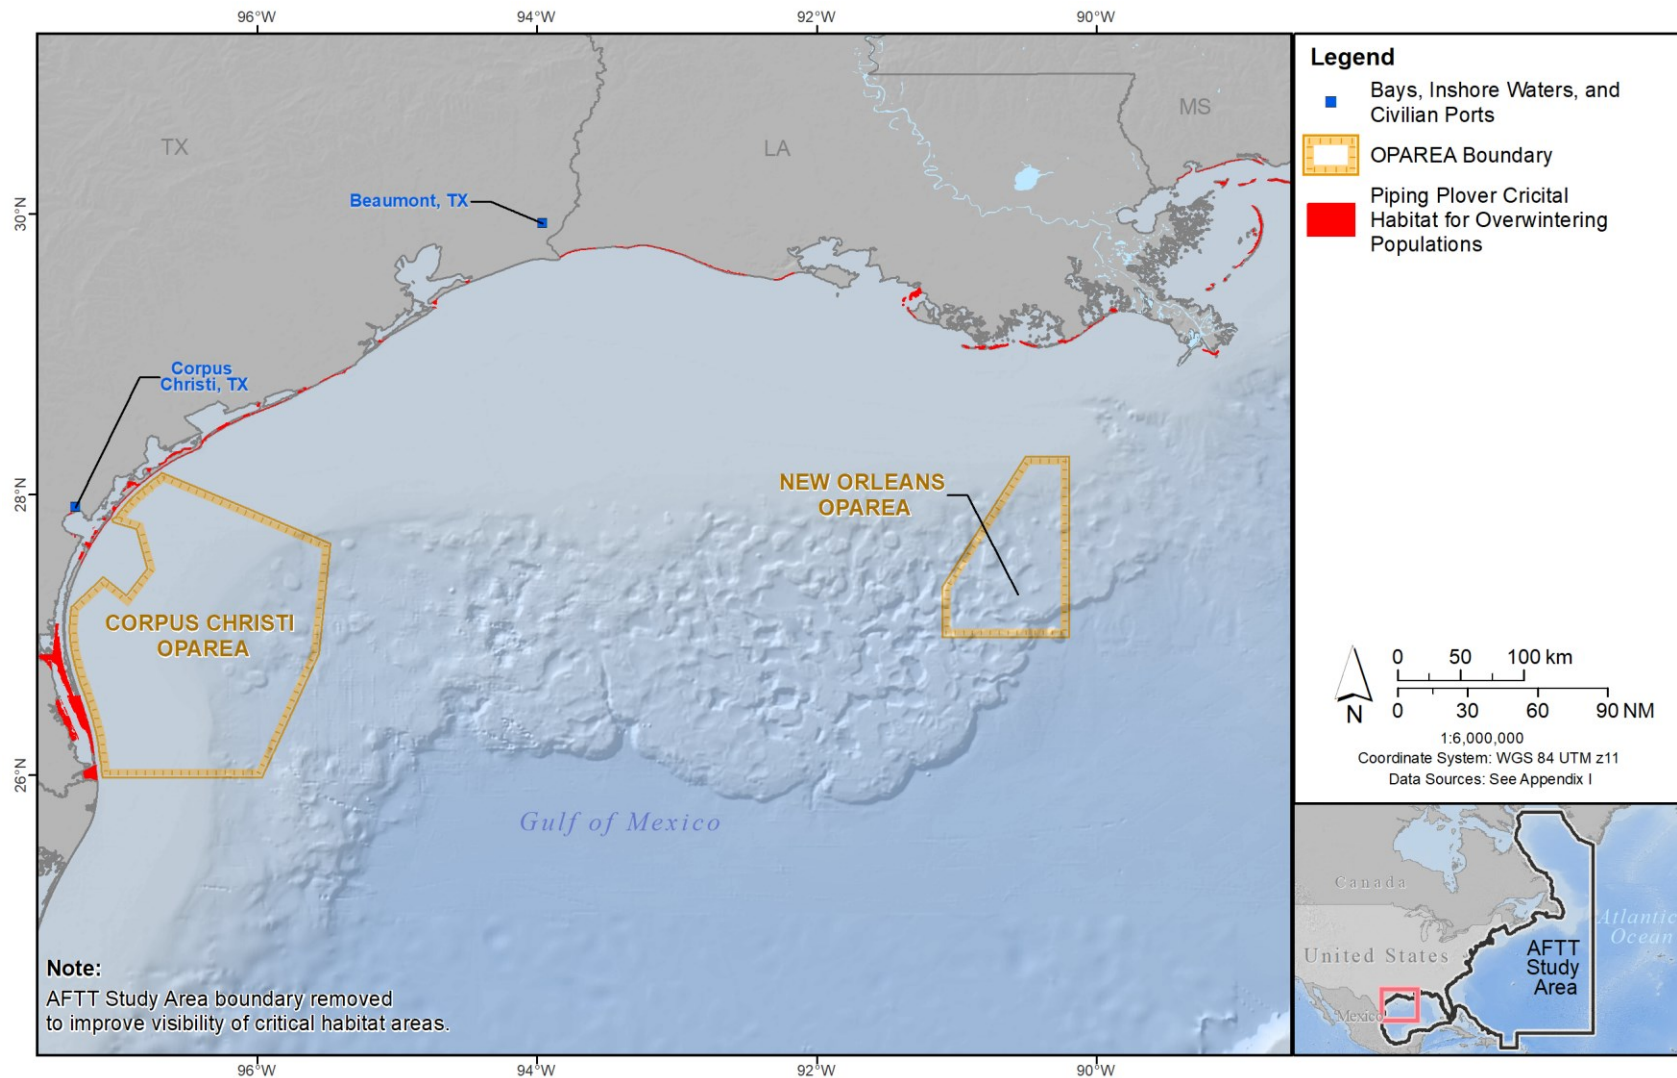 96°W
94°W
92°W
90°W
30°N
28°N
26°N
TX
LA
MS
Beaumont, TX
Corpus
Christi, TX
NEW ORLEANS
OPAREA
CORPUS CHRISTI
OPAREA
Gulf of Mexico
Note:
AFTT Study Area boundary removed
to improve visibility of critical habitat areas.
96°W
94°W
92°W
90°W
Legend
Bays, Inshore Waters, and
Civilian Ports
OPAREA Boundary
Piping Plover Cricital
Habitat for Overwintering
Populations
N
0 50 100 km
0 30 60 90 NM
1:6,000,000
Coordinate System: WGS 84 UTM z11
Data Sources: See Appendix I
Canada
United States
Mexico
Atlantic
Ocean
AFTT
Study
Area